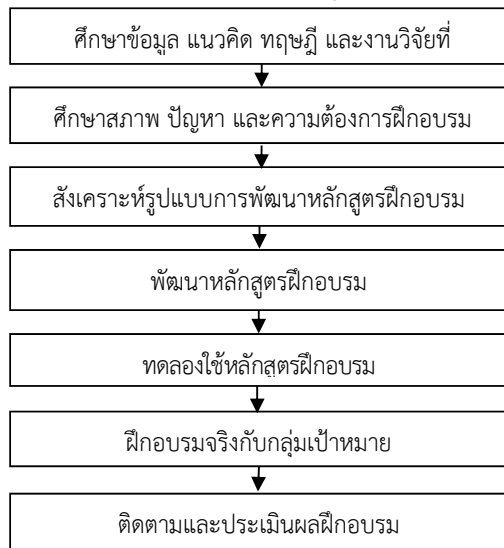 ศึกษาข้อมูล แนวคิด ทฤษฎี และงานวิจัยที่
ศึกษาสภาพ ปัญหา และความต้องการฝึกอบรม
สังเคราะห์รูปแบบการพัฒนาหลักสูตรฝึกอบรม
พัฒนาหลักสูตรฝึกอบรม
ทดลองใช้หลักสูตรฝึกอบรม
ฝึกอบรมจริงกับกลุ่มเป้าหมาย
ติดตามและประเมินผลฝึกอบรม